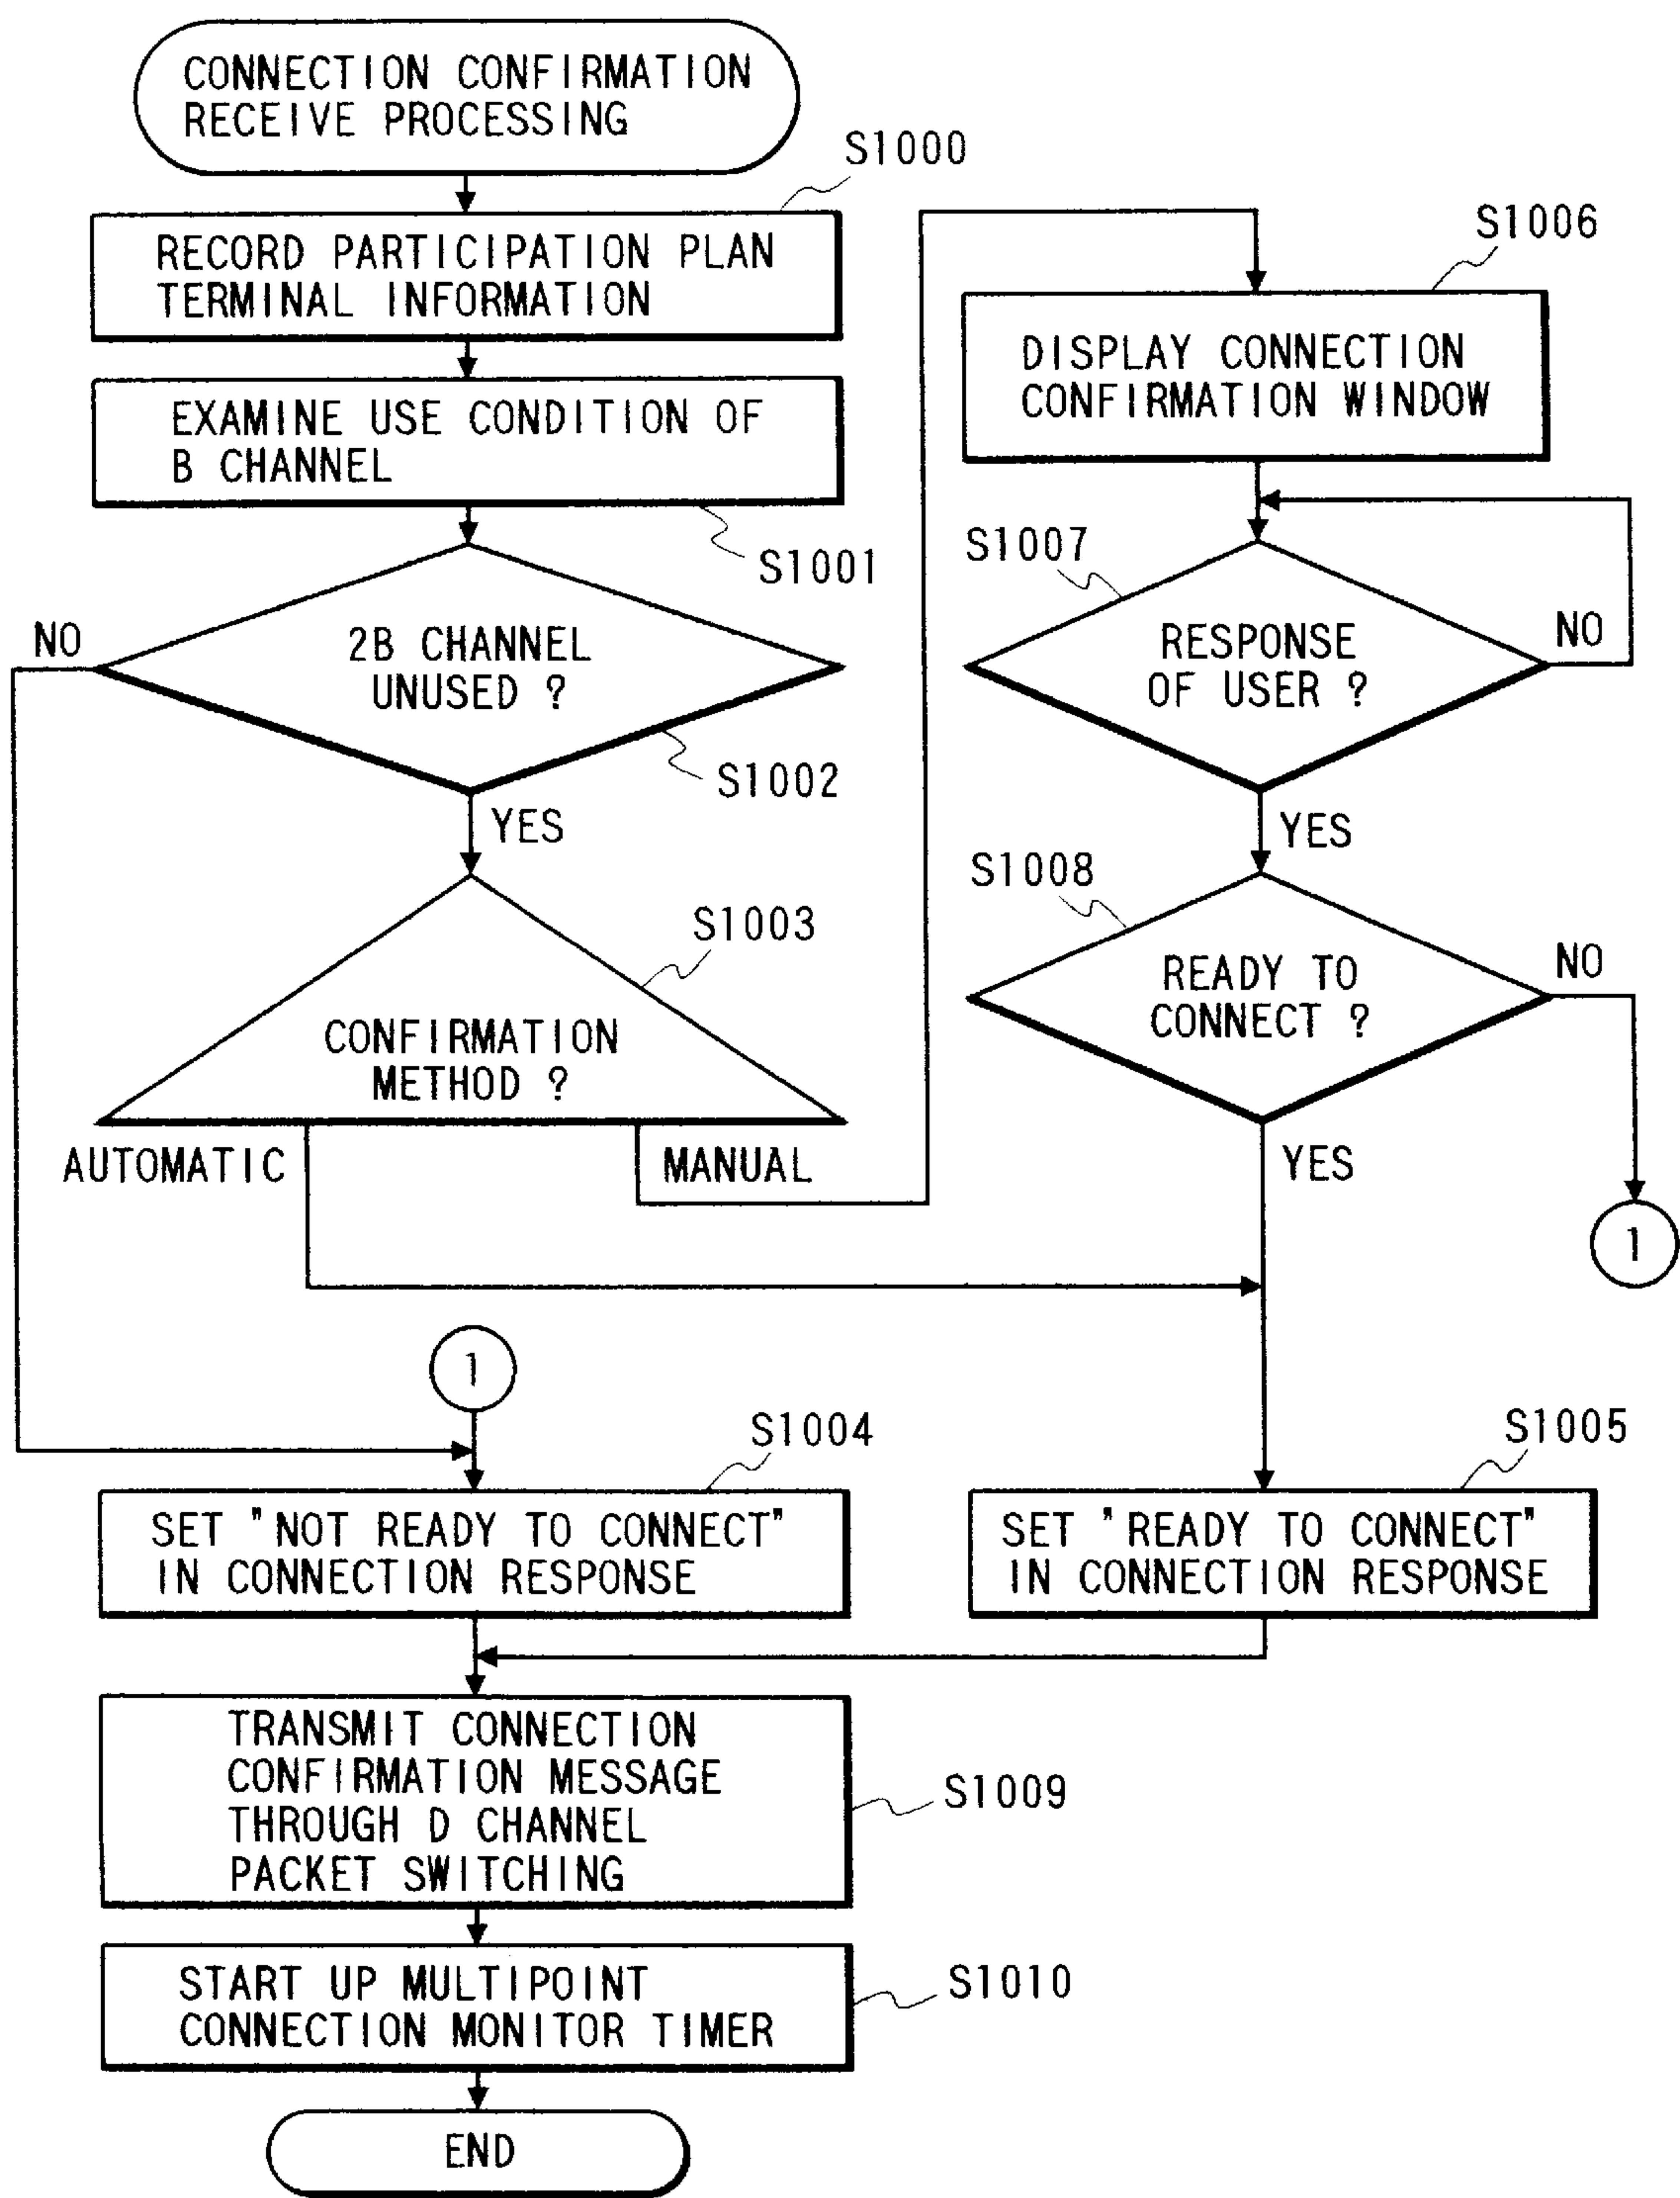 CONNECTION CONFIRMATION
RECEIVE PROCESSING
S1000
RECORD PARTICIPATION PLAN
TERMINAL INFORMATION
EXAMINE USE CONDITION OF
B CHANNEL
S1001
NO
2B CHANNEL
UNUSED ?
S1002
YES
S1003
CONFIRMATION
METHOD ?
AUTOMATIC
MANUAL
S1006
DISPLAY CONNECTION
CONFIRMATION WINDOW
S1007
RESPONSE
OF USER ?
NO
YES
S1008
READY TO
CONNECT ?
NO
YES
1
1
S1004
SET "NOT READY TO CONNECT"
IN CONNECTION RESPONSE
S1005
SET "READY TO CONNECT"
IN CONNECTION RESPONSE
TRANSMIT CONNECTION
CONFIRMATION MESSAGE
THROUGH D CHANNEL
PACKET SWITCHING
S1009
START UP MULTIPOINT
CONNECTION MONITOR TIMER
S1010
END